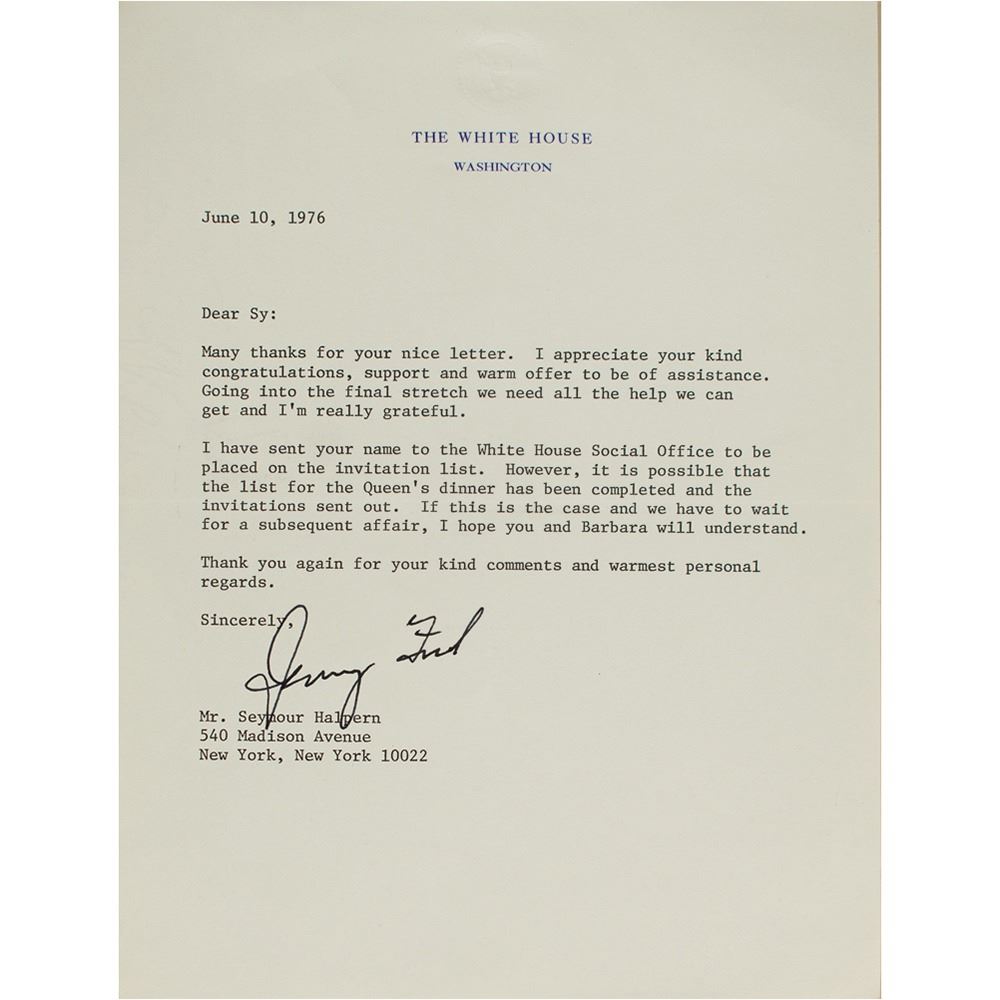 THE WHITE HOUSE
WASHINGTON
June 10, 1976
Dear Sy:
Many thanks for your nice letter.  I appreciate your kind
congratulations, support and warm offer to be of assistance.
Going into the final stretch we need all the help we can
get and I'm really grateful.
I have sent your name to the White House Social Office to be
placed on the invitation list.  However, it is possible that
the list for the Queen's dinner has been completed and the
invitations sent out.  If this is the case and we have to wait
for a subsequent affair, I hope you and Barbara will understand.
Thank you again for your kind comments and warmest personal
regards.
Sincerely,
Jerry Ford
Mr. Seymour Halpern
540 Madison Avenue
New York, New York 10022